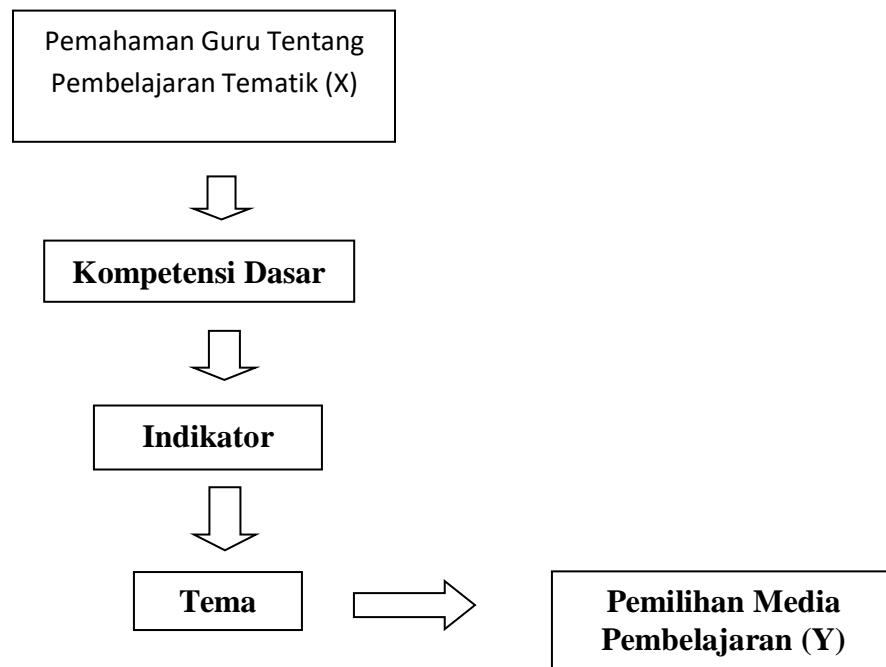 Pemahaman Guru Tentang
Pembelajaran Tematik (X)
Kompetensi Dasar
Indikator
Tema
Pemilihan Media
Pembelajaran (Y)